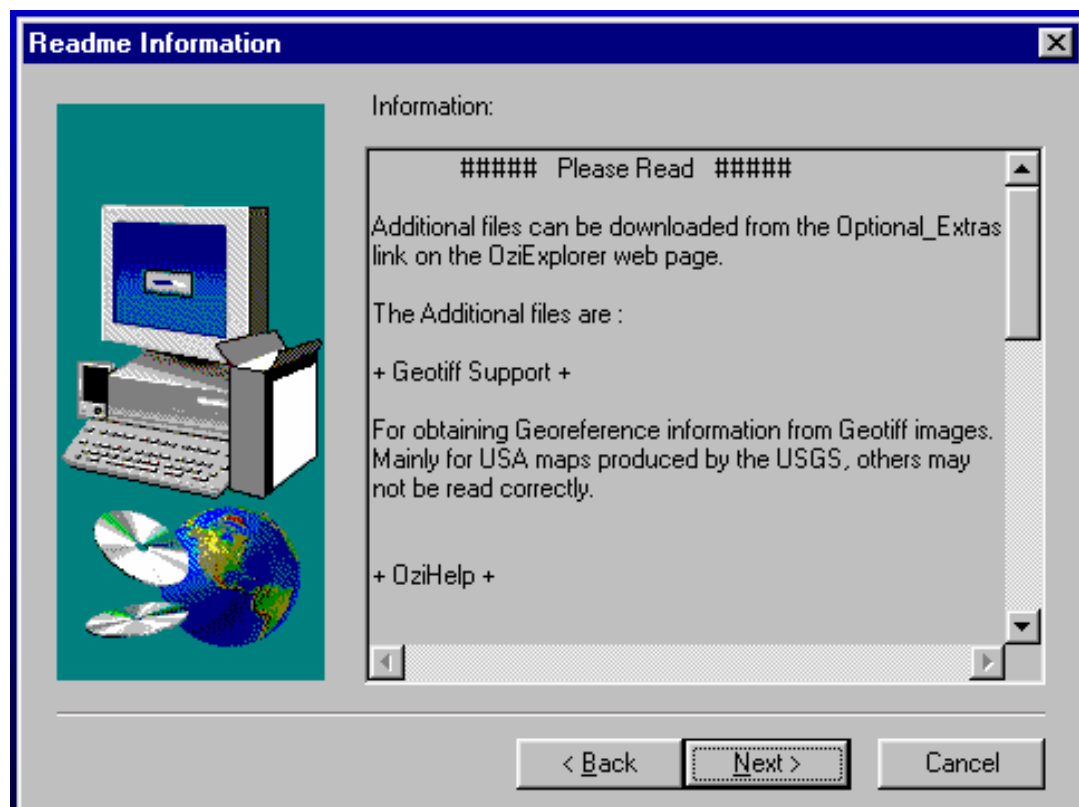 Readme Information
Information:
##### Please Read #####
Additional files can be downloaded from the Optional_Extras
link on the OziExplorer web page.
The Additional files are :
+ Geotiff Support +
For obtaining Georeference information from Geotiff images.
Mainly for USA maps produced by the USGS, others may
not be read correctly.
+ OziHelp +
< Back
Next >
Cancel